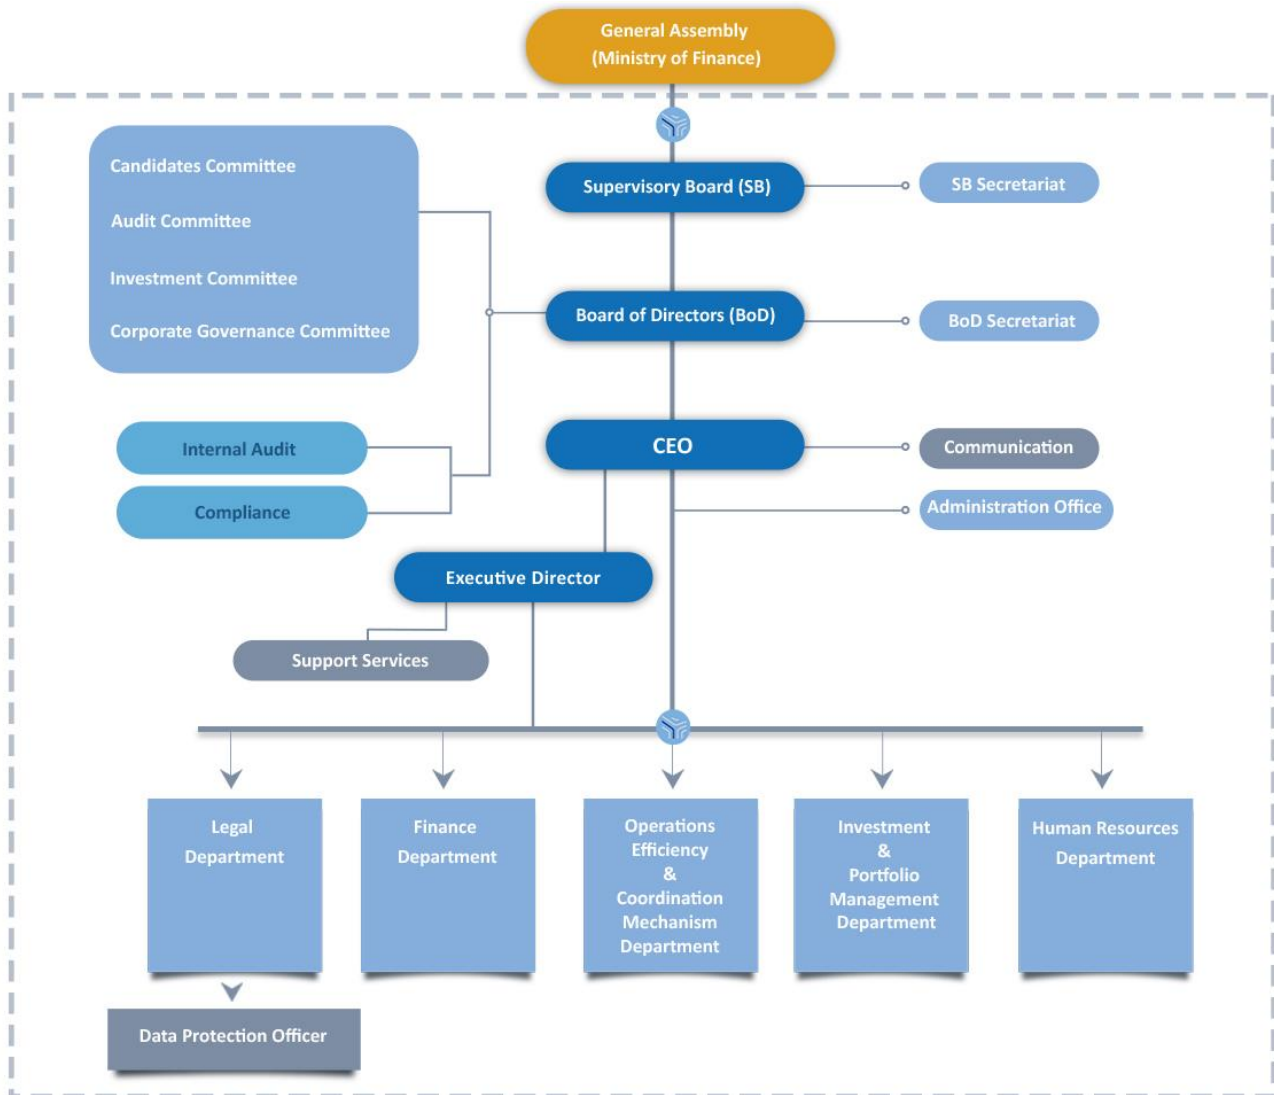 General Assembly
(Ministry of Finance)
Candidates Committee
Audit Committee
Investment Committee
Corporate Governance Committee
Supervisory Board (SB)
SB Secretariat
Board of Directors (BoD)
BoD Secretariat
Internal Audit
Compliance
CEO
Communication
Administration Office
Executive Director
Support Services
Legal
Department
Finance
Department
Operations
Efficiency
&
Coordination
Mechanism
Department
Investment
&
Portfolio
Management
Department
Human Resources
Department
Data Protection Officer